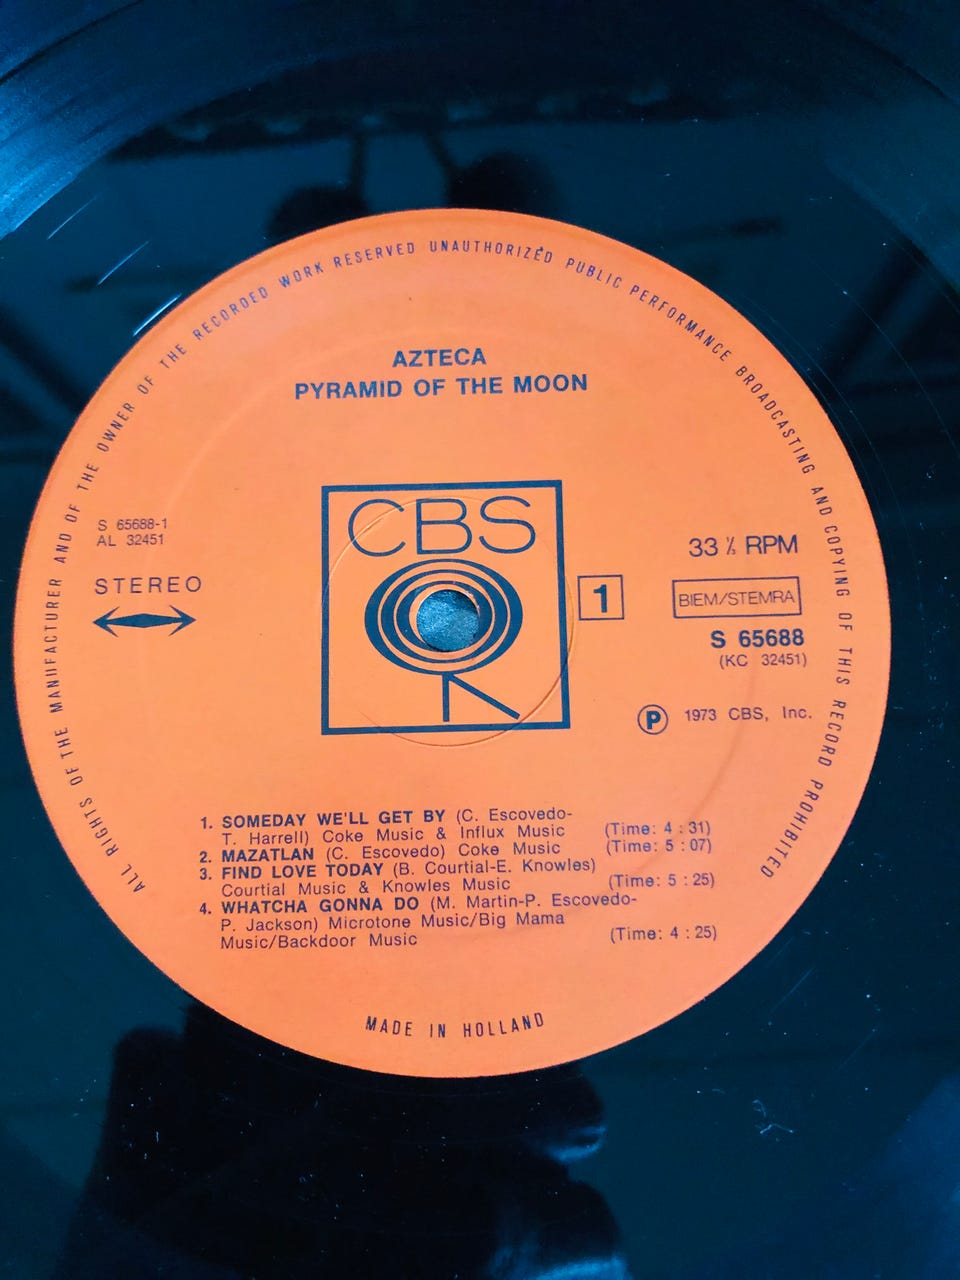 ALL RIGHTS OF THE MANUFACTURER AND OF THE OWNER OF THE RECORDED WORK RESERVED UNAUTHORIZED PUBLIC PERFORMANCE BROADCASTING AND COPYING OF THIS RECORD PROHIBITED
AZTECA
PYRAMID OF THE MOON
CBS
S 65688-1
AL 32451
STEREO
1
33 ⅓ RPM
BIEM/STEMRA
S 65688
(KC 32451)
Ⓟ 1973 CBS, Inc.
1. SOMEDAY WE'LL GET BY (C. Escovedo-
T. Harrell) Coke Music & Influx Music (Time: 4 : 31)
2. MAZATLAN (C. Escovedo) Coke Music (Time: 5 : 07)
3. FIND LOVE TODAY (B. Courtial-E. Knowles)
Courtial Music & Knowles Music (Time: 5 : 25)
4. WHATCHA GONNA DO (M. Martin-P. Escovedo-
P. Jackson) Microtone Music/Big Mama
Music/Backdoor Music (Time: 4 : 25)
MADE IN HOLLAND